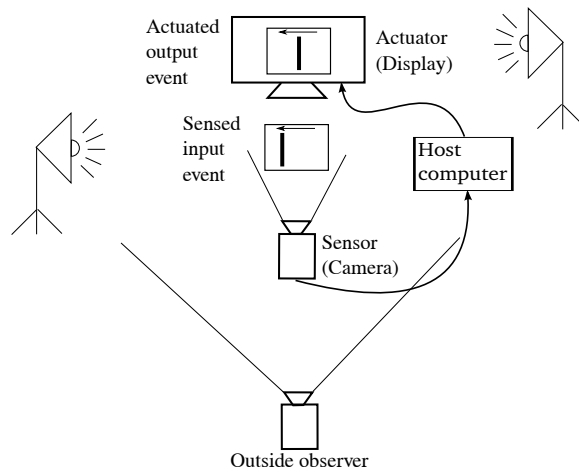 Actuated
output
event
Actuator
(Display)
Sensed
input
event
Host
computer
Sensor
(Camera)
Outside observer